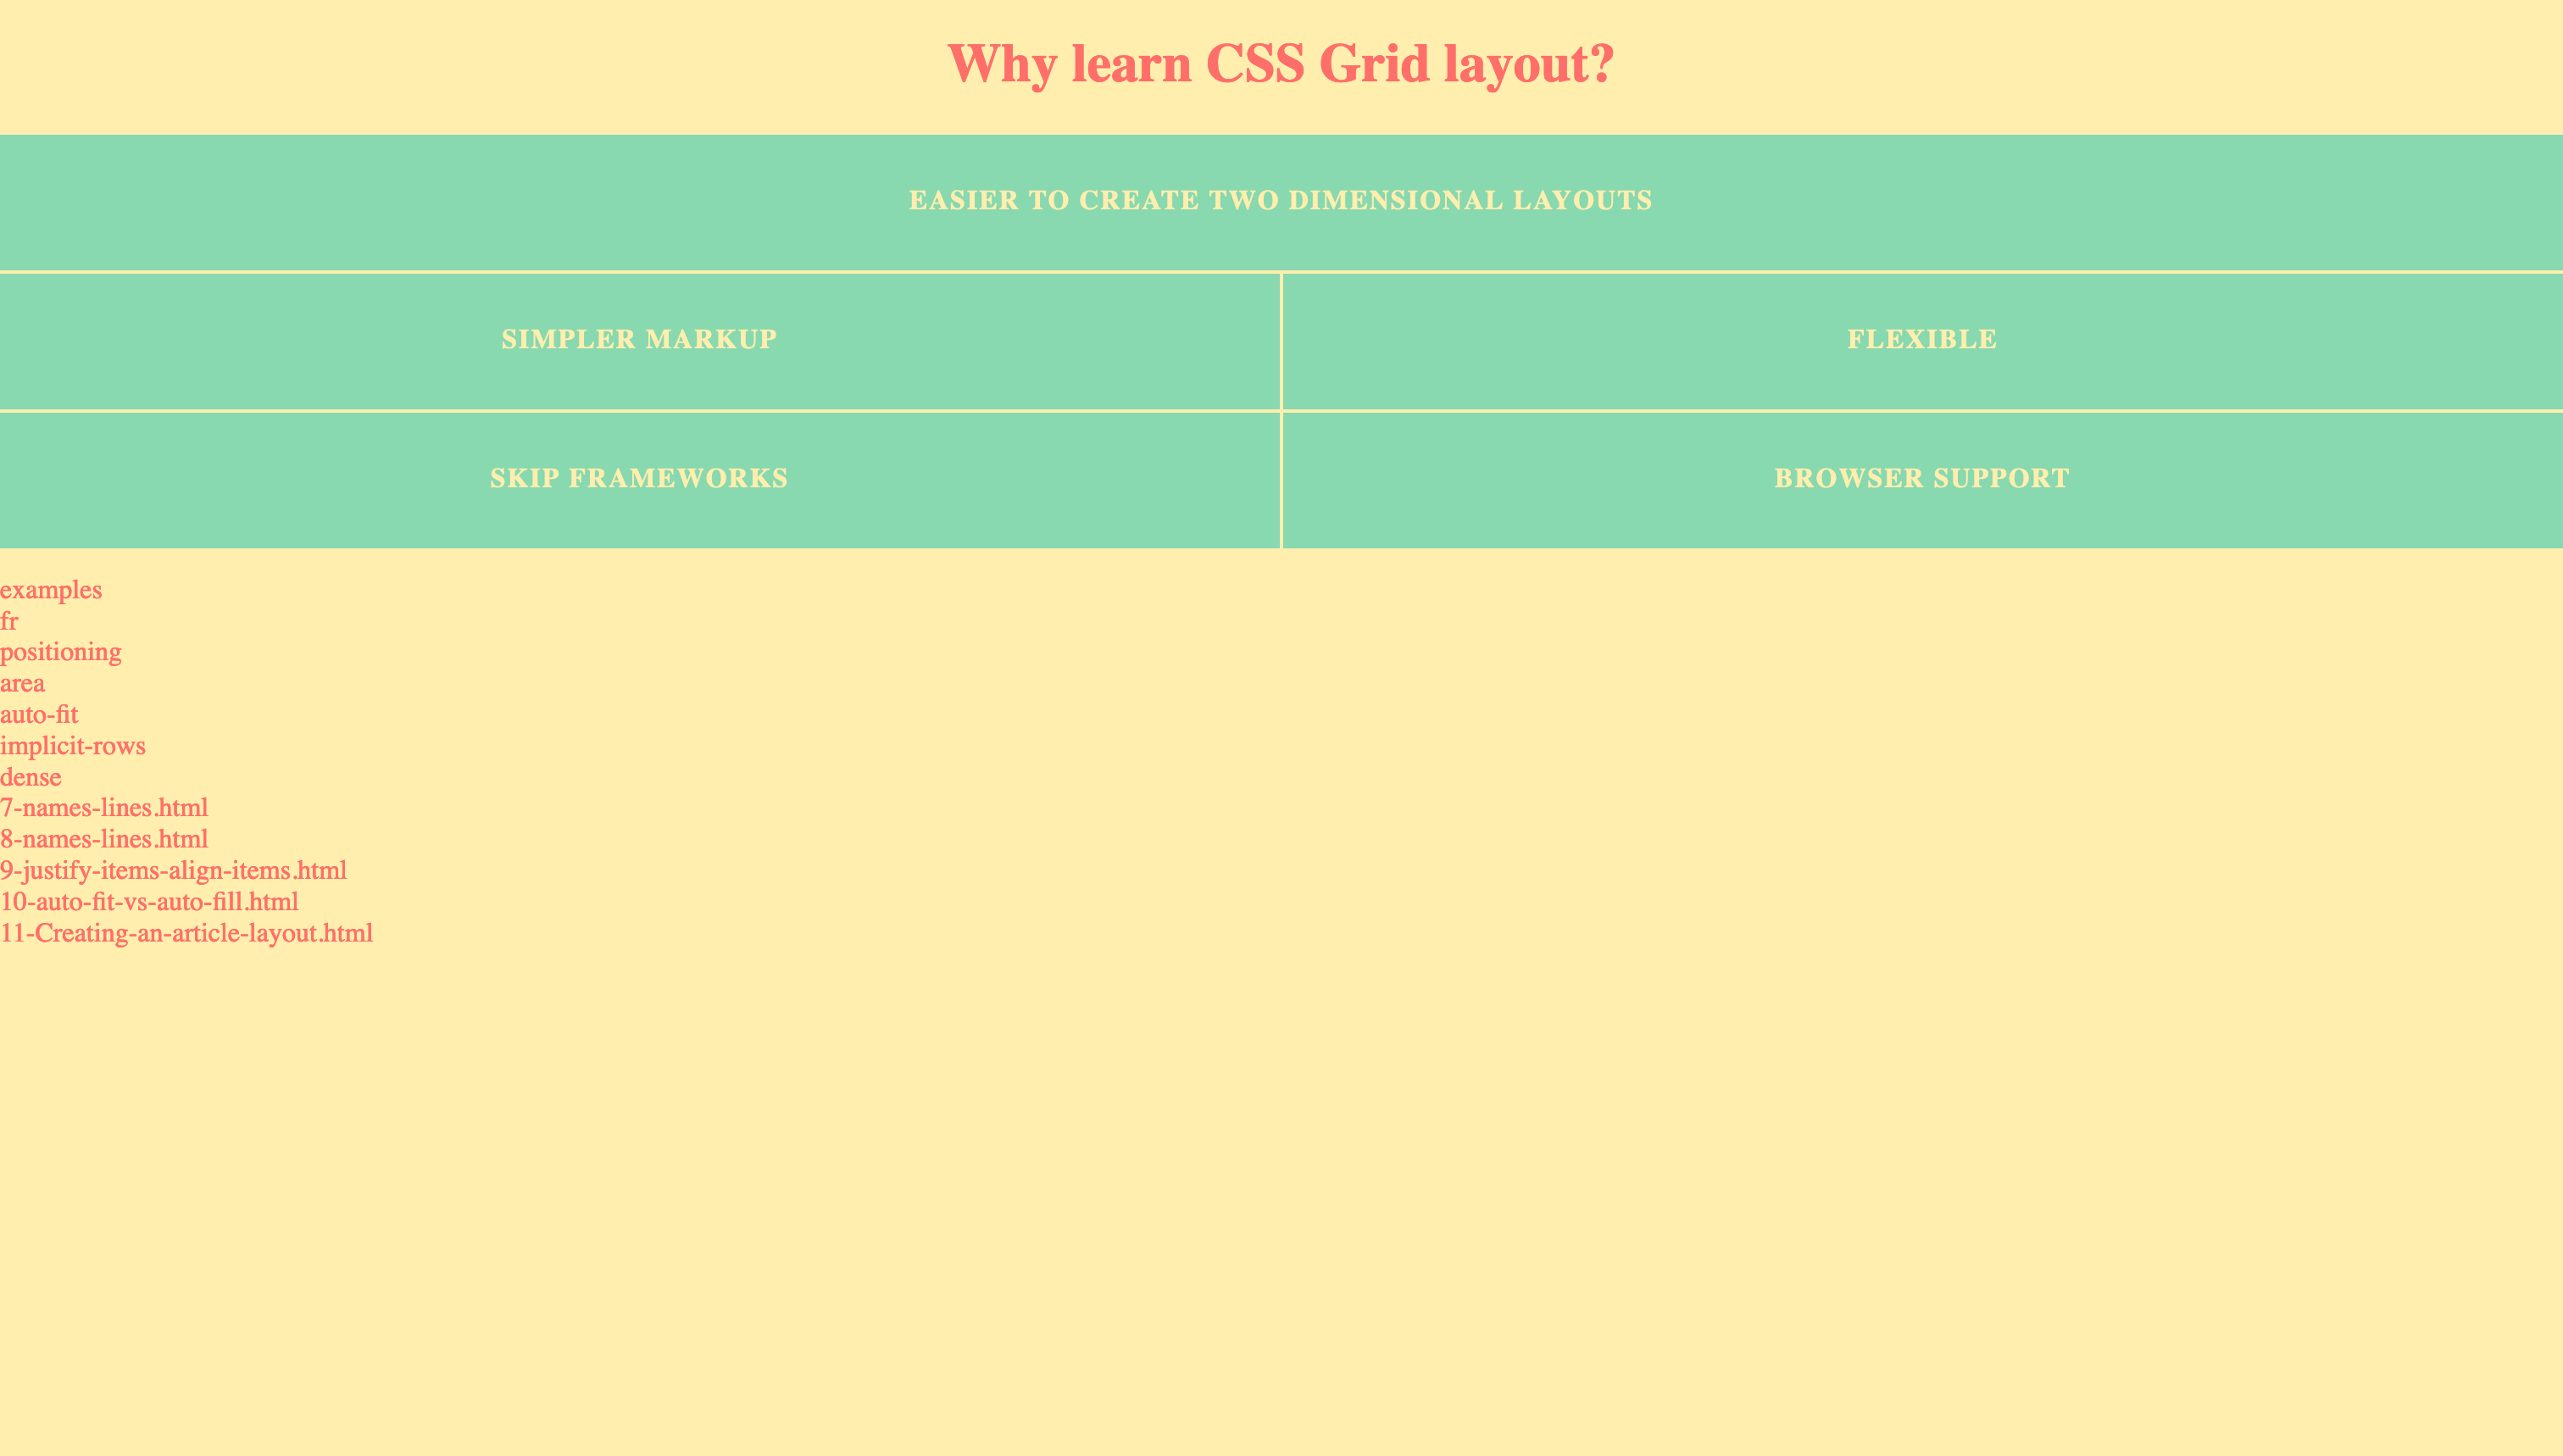 Why learn CSS Grid layout?
EASIER TO CREATE TWO DIMENSIONAL LAYOUTS
SIMPLER MARKUP
FLEXIBLE
SKIP FRAMEWORKS
BROWSER SUPPORT
examples
fr
positioning
area
auto-fit
implicit-rows
dense
7-names-lines.html
8-names-lines.html
9-justify-items-align-items.html
10-auto-fit-vs-auto-fill.html
11-Creating-an-article-layout.html